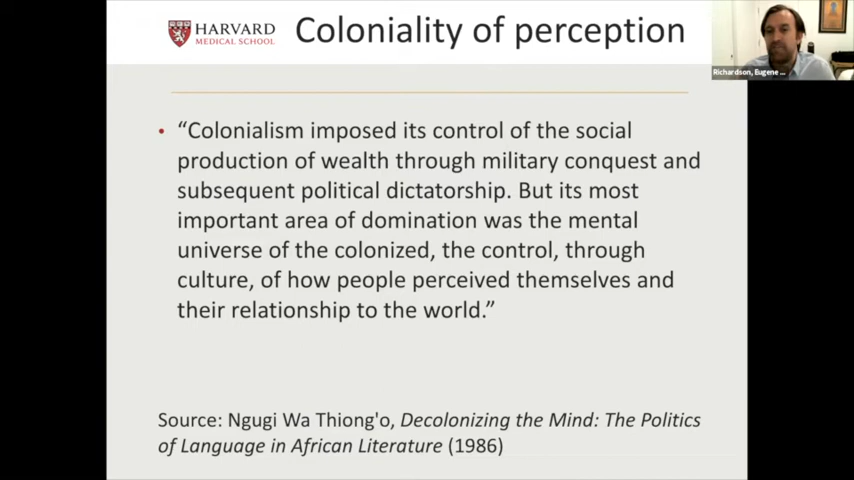 HARVARD
MEDICAL SCHOOL
Coloniality of perception
Richardson, Eugene ...
• “Colonialism imposed its control of the social
production of wealth through military conquest and
subsequent political dictatorship. But its most
important area of domination was the mental
universe of the colonized, the control, through
culture, of how people perceived themselves and
their relationship to the world.”
Source: Ngugi Wa Thiong'o, Decolonizing the Mind: The Politics
of Language in African Literature (1986)